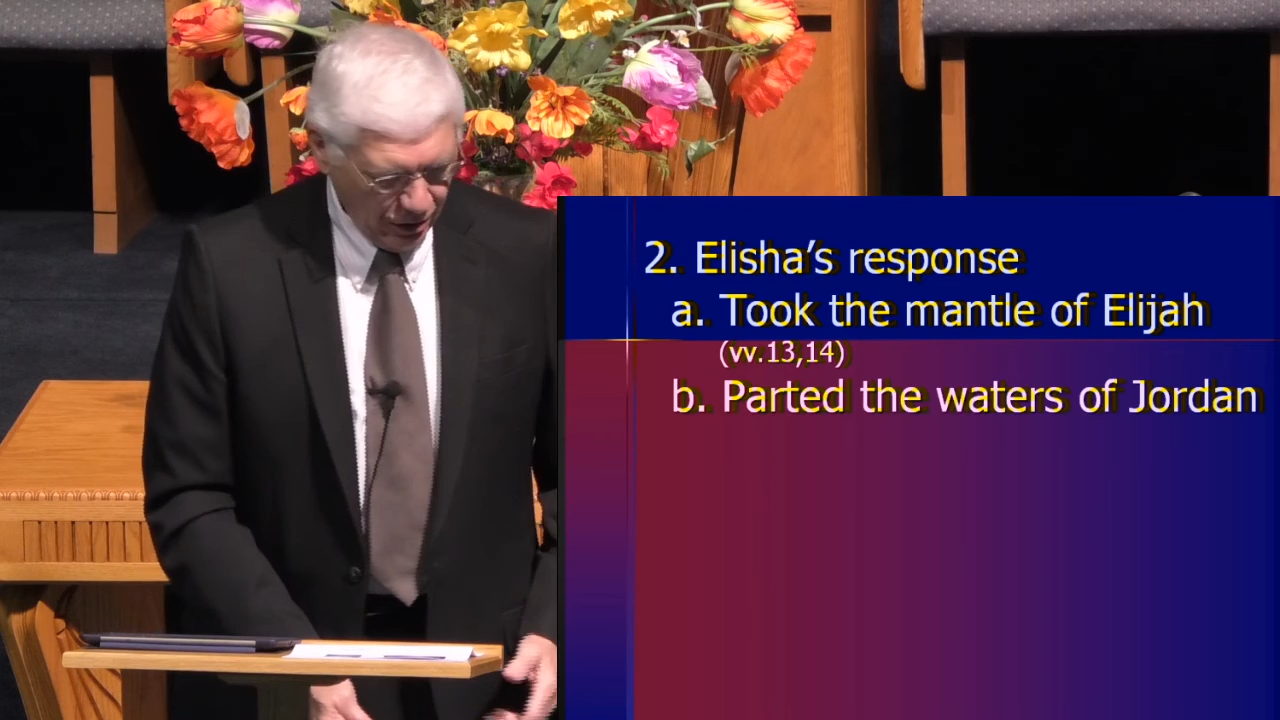 2. Elisha’s response
a. Took the mantle of Elijah
(vv.13,14)
b. Parted the waters of Jordan